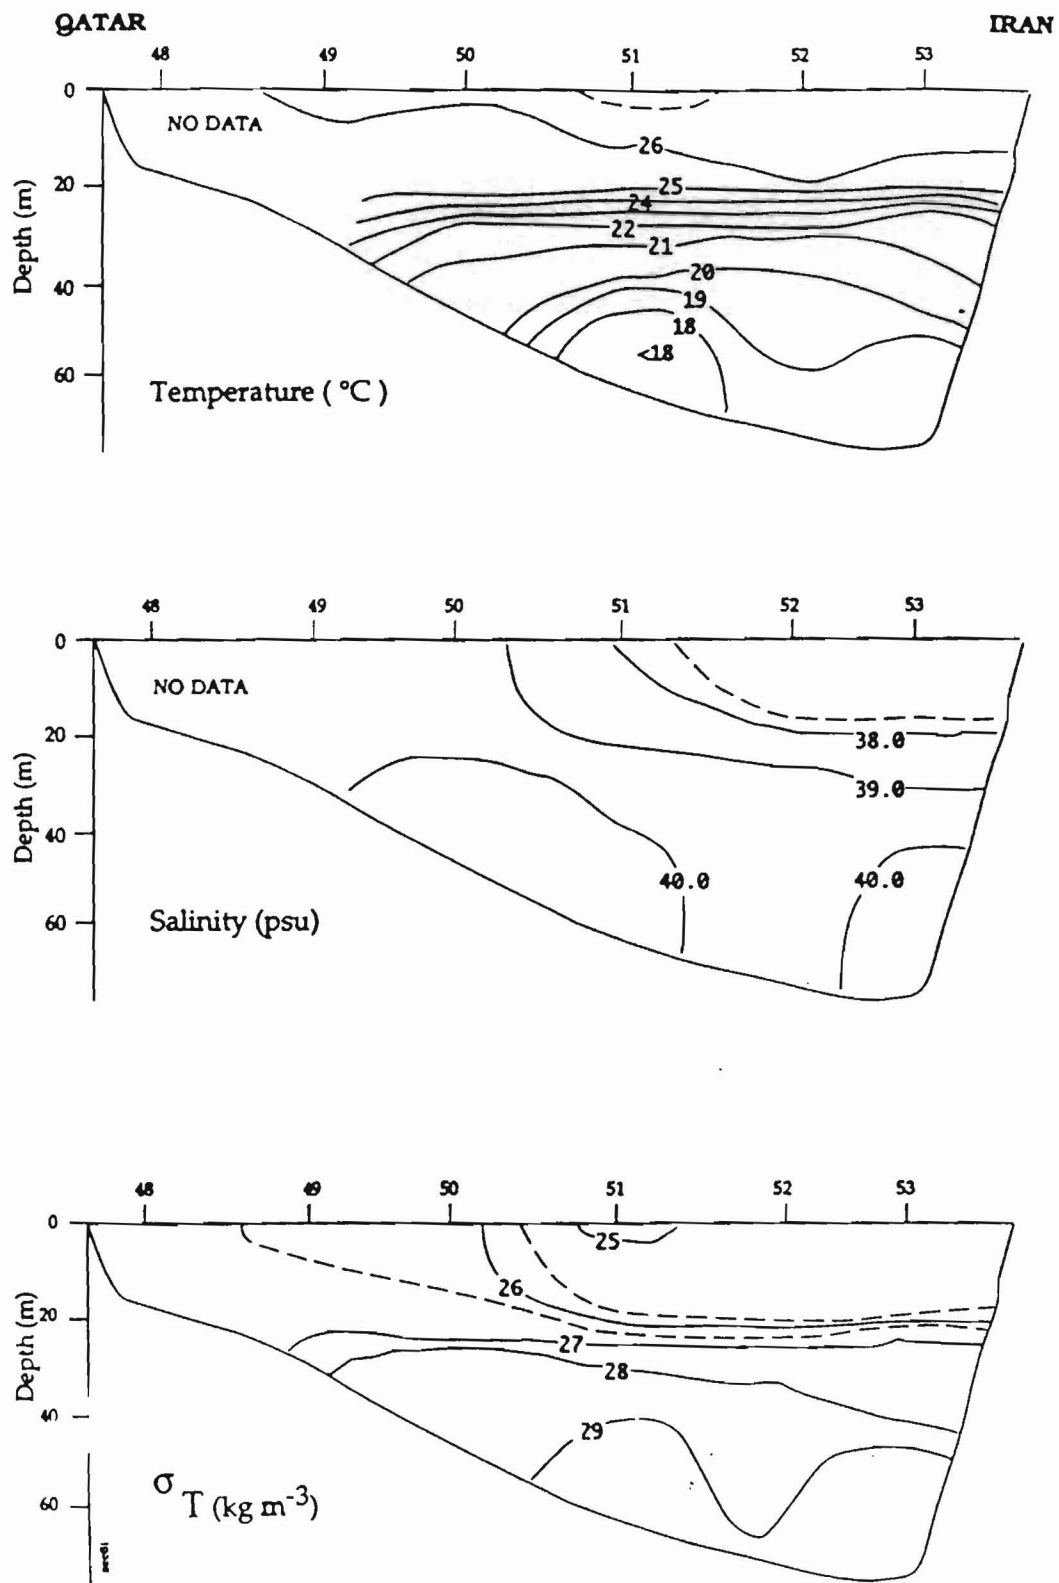 QATAR IRAN
48 49 50 51 52 53
0
NO DATA
26
20
25
24
22
21
Depth (m)
40
20
19
18
<18
60
Temperature ( °C )
48 49 50 51 52 53
0
NO DATA
20
38.0
39.0
Depth (m)
40
40.0 40.0
60
Salinity (psu)
48 49 50 51 52 53
0
25
26
20
27
28
Depth (m)
40
29
σT (kg m-3)
60